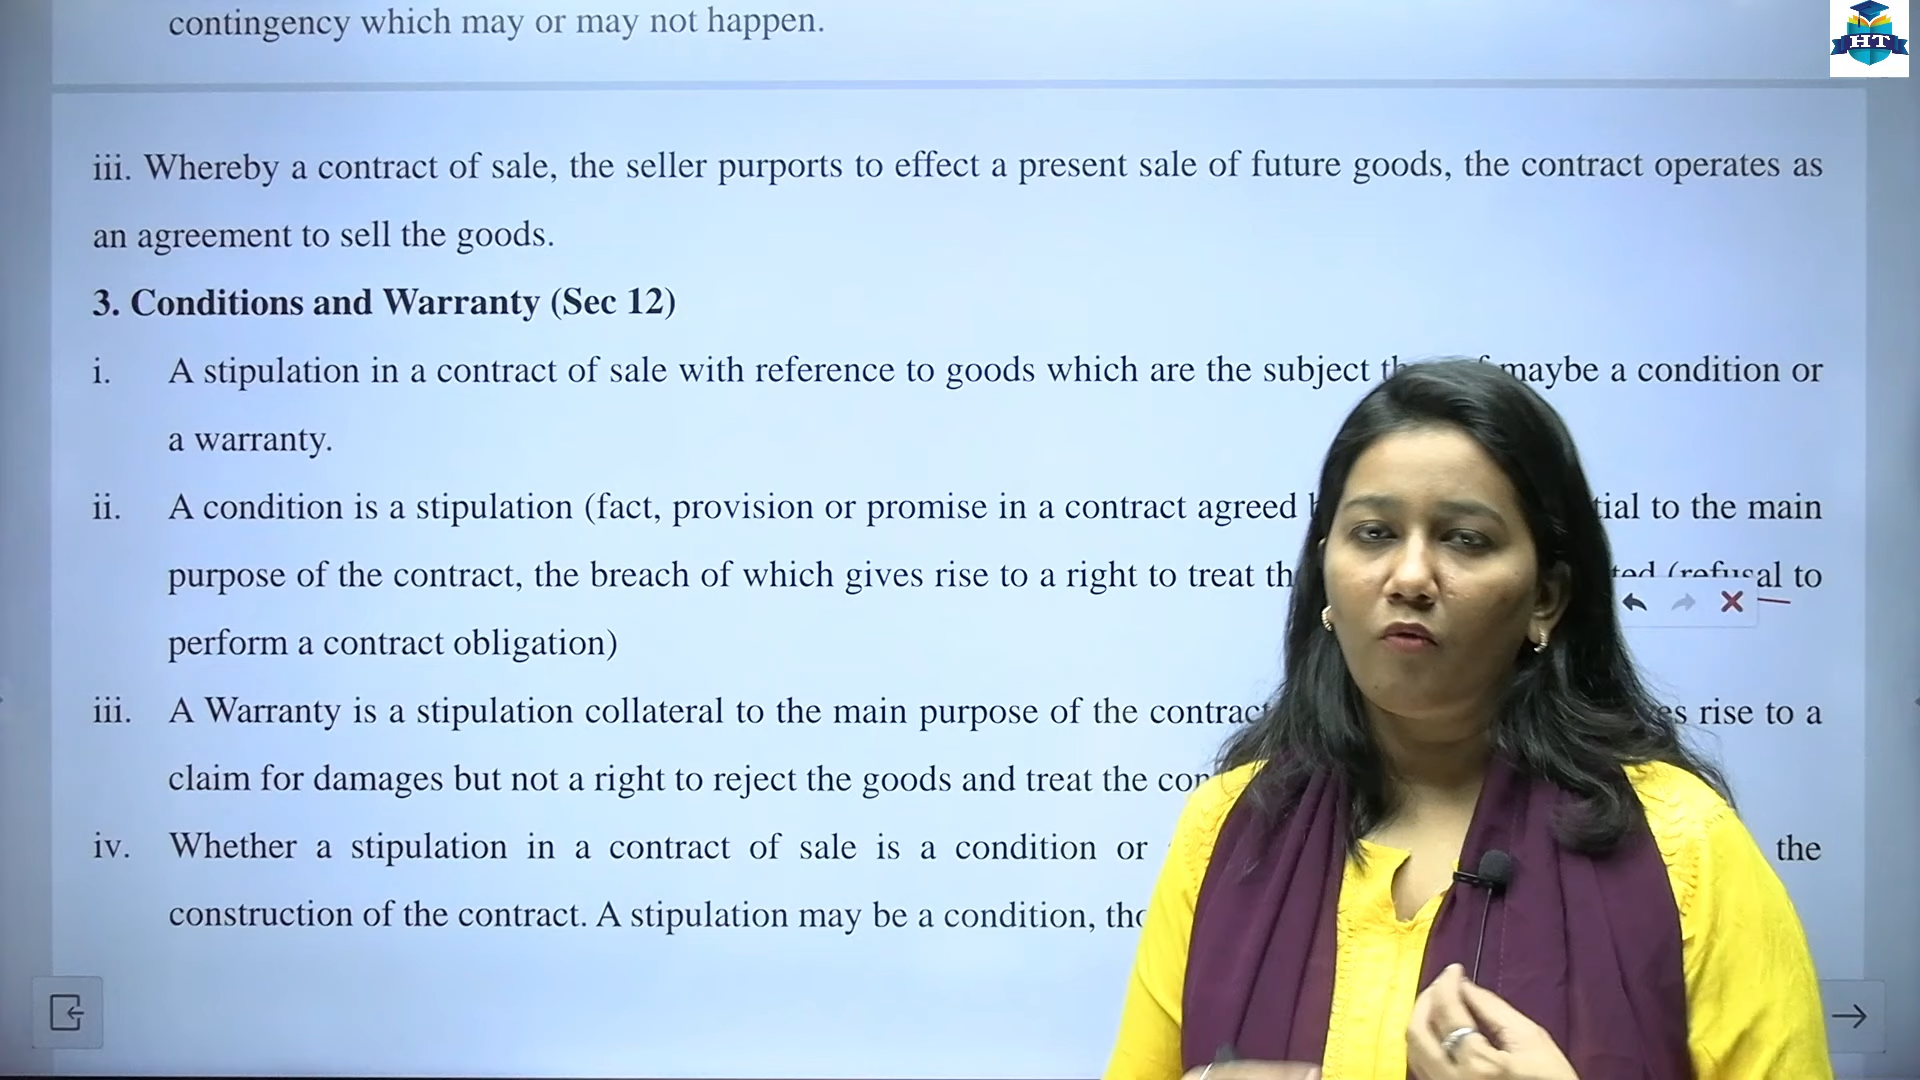 contingency which may or may not happen.
HT
iii. Whereby a contract of sale, the seller purports to effect a present sale of future goods, the contract operates as
an agreement to sell the goods.
3. Conditions and Warranty (Sec 12)
i. A stipulation in a contract of sale with reference to goods which are the subject maybe a condition or
a warranty.
ii. A condition is a stipulation (fact, provision or promise in a contract agreed to the main
purpose of the contract, the breach of which gives rise to a right to treat (refusal to
perform a contract obligation)
iii. A Warranty is a stipulation collateral to the main purpose of the contract rise to a
claim for damages but not a right to reject the goods and treat the
iv. Whether a stipulation in a contract of sale is a condition or the
construction of the contract. A stipulation may be a condition,